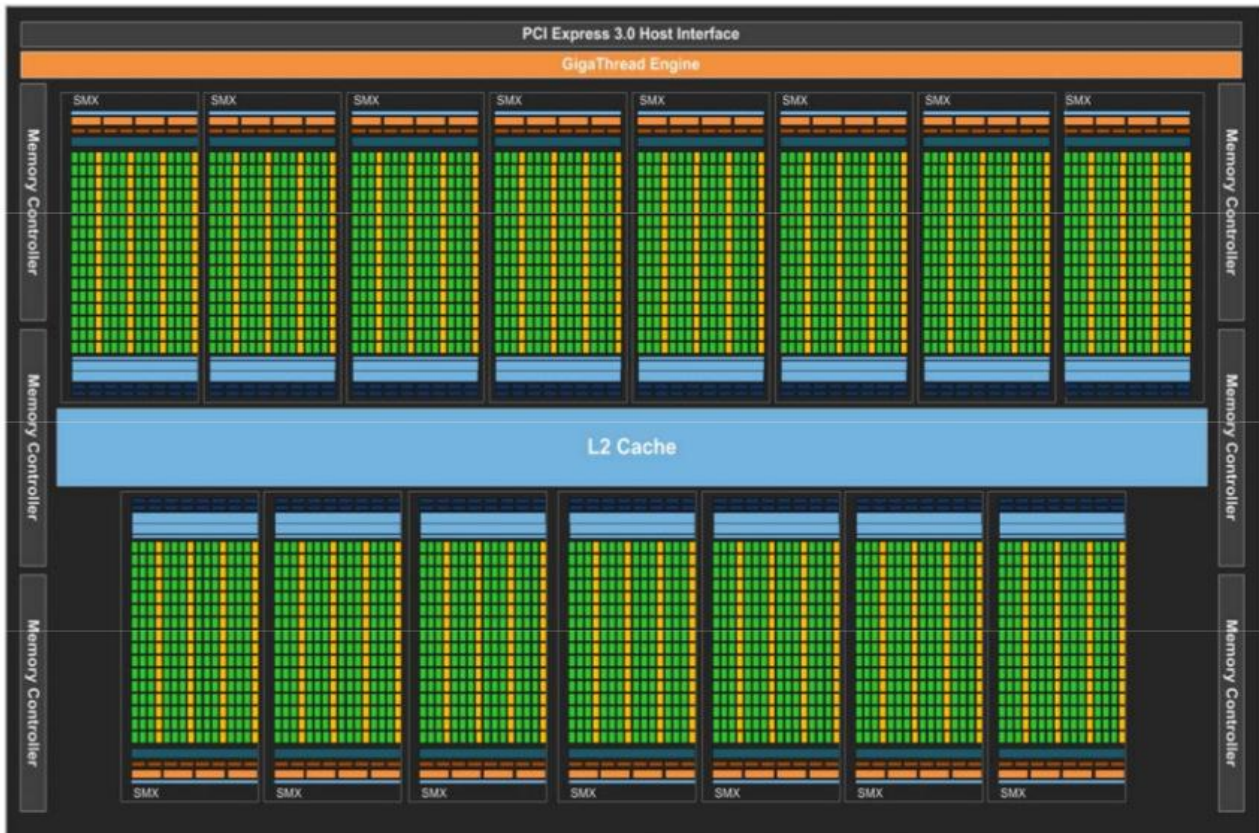 PCI Express 3.0 Host Interface
GigaThread Engine
SMX SMX SMX SMX SMX SMX SMX SMX
Memory Controller
Memory Controller
Memory Controller
Memory Controller
L2 Cache
Memory Controller
Memory Controller
SMX SMX SMX SMX SMX SMX SMX